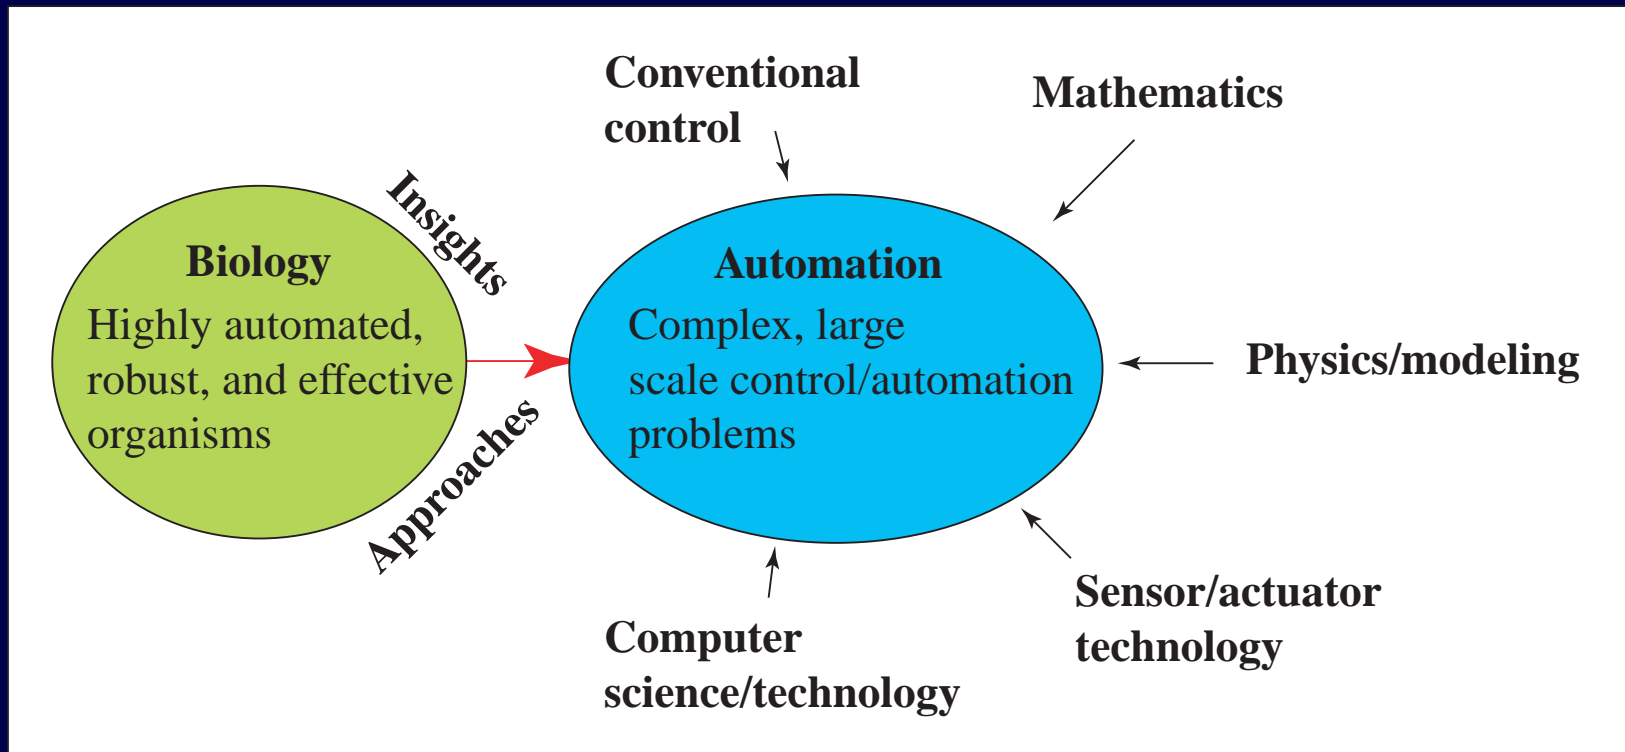 Conventional
control
Mathematics
Insights
Biology
Highly automated,
robust, and effective
organisms
Automation
Complex, large
scale control/automation
problems
Physics/modeling
Approaches
Sensor/actuator
technology
Computer
science/technology